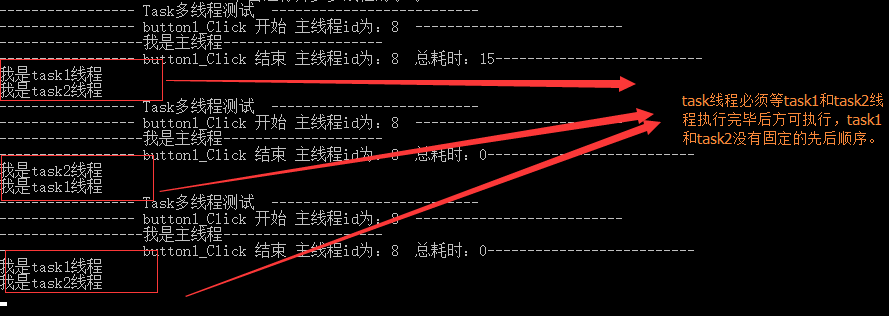 ---------------- Task多线程测试 -------------------------
---------------- button1_Click 开始 主线程id为：8 -------------------------
-----------------我是主线程--------------------
---------------- button1_Click 结束 主线程id为：8 总耗时：15-------------------------
我是task1线程
我是task2线程
---------------- Task多线程测试 -------------------------
---------------- button1_Click 开始 主线程id为：8 -------------------------
-----------------我是主线程--------------------
---------------- button1_Click 结束 主线程id为：8 总耗时：0-------------------------
我是task2线程
我是task1线程
---------------- Task多线程测试 -------------------------
---------------- button1_Click 开始 主线程id为：8 -------------------------
-----------------我是主线程--------------------
---------------- button1_Click 结束 主线程id为：8 总耗时：0-------------------------
我是task1线程
我是task2线程
task线程必须等task1和task2线
程执行完毕后方可执行，task1
和task2没有固定的先后顺序。